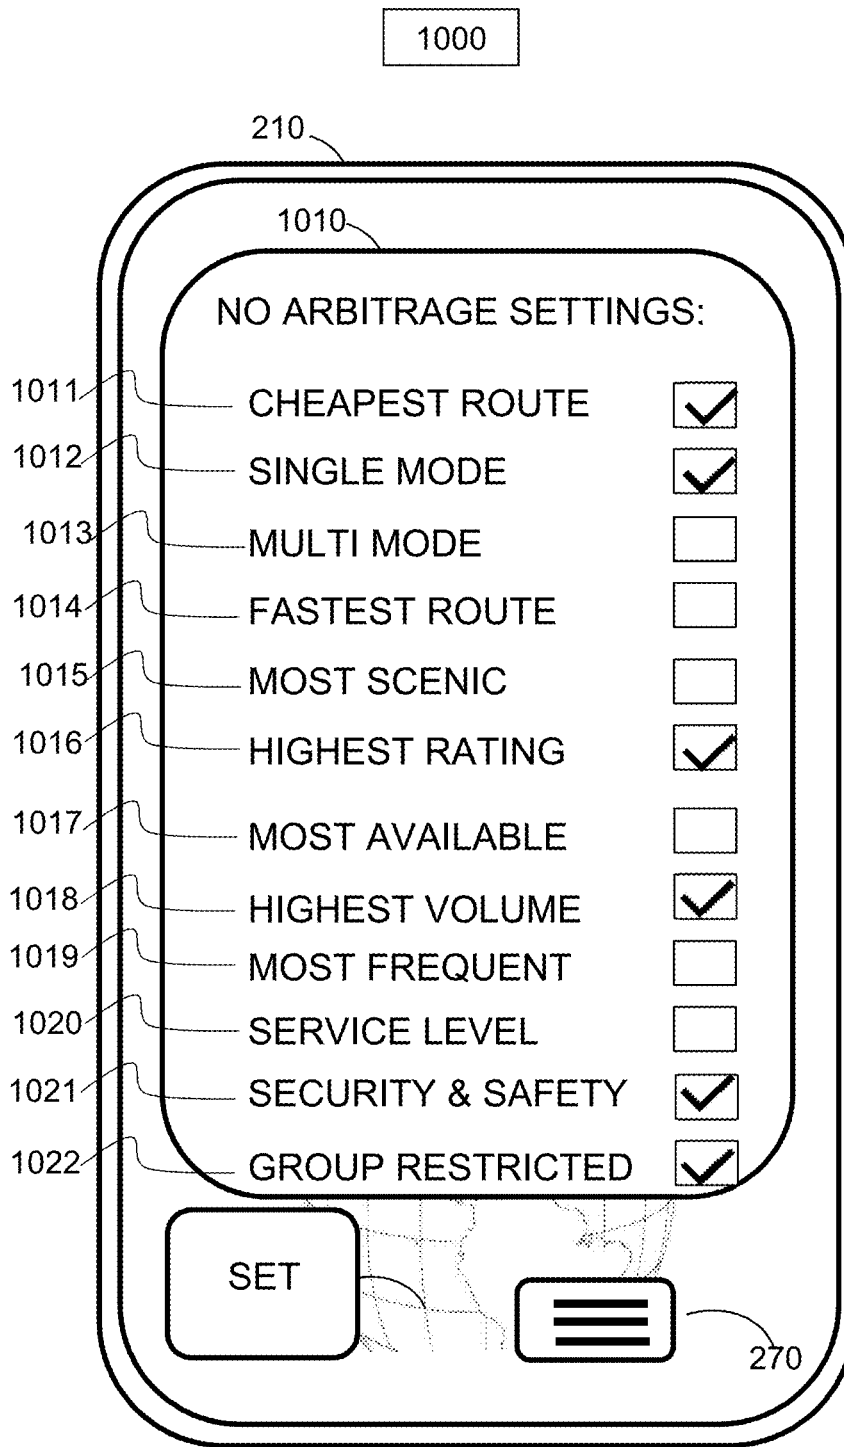 1000
210
1010
NO ARBITRAGE SETTINGS:
1011 CHEAPEST ROUTE
1012 SINGLE MODE
1013 MULTI MODE
1014 FASTEST ROUTE
1015 MOST SCENIC
1016 HIGHEST RATING
1017 MOST AVAILABLE
1018 HIGHEST VOLUME
1019 MOST FREQUENT
1020 SERVICE LEVEL
1021 SECURITY & SAFETY
1022 GROUP RESTRICTED
SET
270